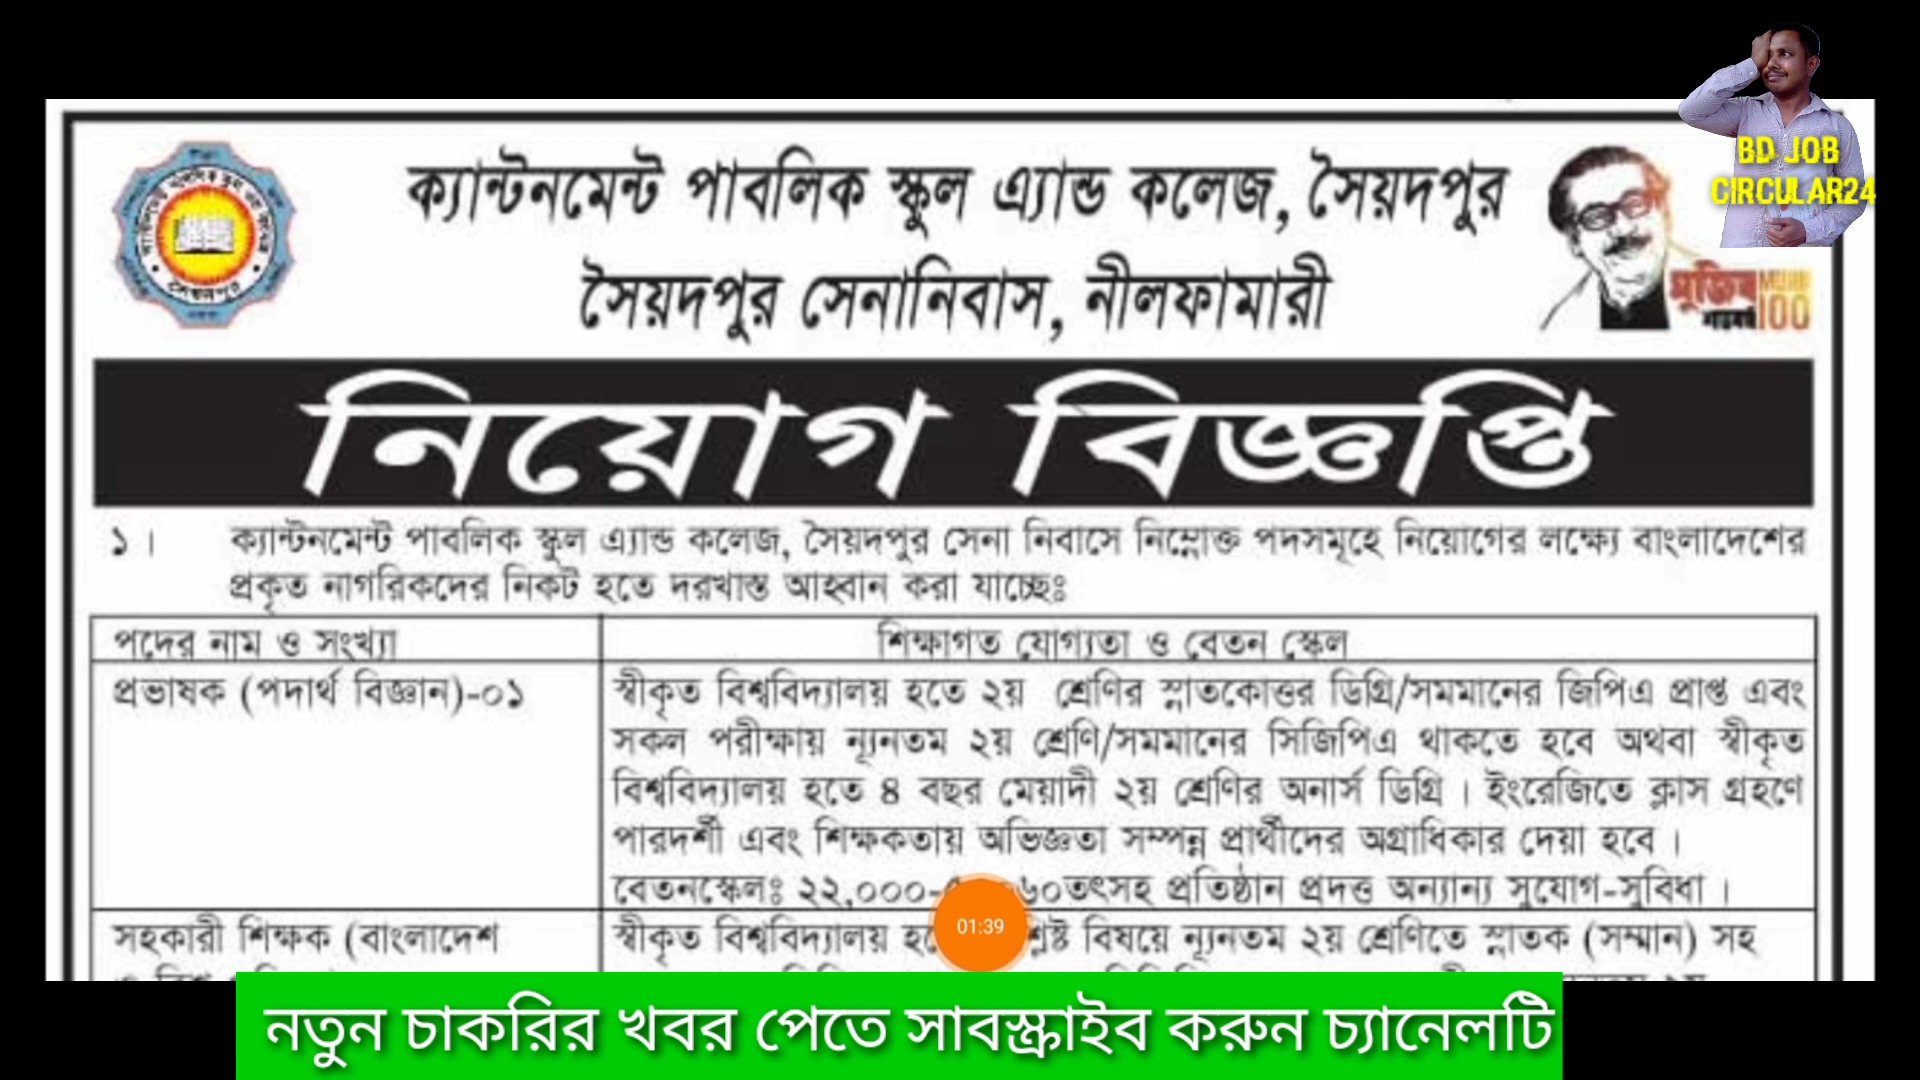 ক্যান্টনমেন্ট পাবলিক স্কুল এ্যান্ড কলেজ, সৈয়দপুর
সৈয়দপুর সেনানিবাস, নীলফামারী
মুজিব
শতবর্ষ 100
BD JOB
CIRCULAR24
নিয়োগ বিজ্ঞপ্তি
১। ক্যান্টনমেন্ট পাবলিক স্কুল এ্যান্ড কলেজ, সৈয়দপুর সেনা নিবাসে নিম্নোক্ত পদসমূহে নিয়োগের লক্ষ্যে বাংলাদেশের
প্রকৃত নাগরিকদের নিকট হতে দরখাস্ত আহ্বান করা যাচ্ছেঃ
পদের নাম ও সংখ্যা
শিক্ষাগত যোগ্যতা ও বেতন স্কেল
প্রভাষক (পদার্থ বিজ্ঞান)-০১
স্বীকৃত বিশ্ববিদ্যালয় হতে ২য় শ্রেণির স্নাতকোত্তর ডিগ্রি/সমমানের জিপিএ প্রাপ্ত এবং
সকল পরীক্ষায় ন্যূনতম ২য় শ্রেণি/সমমানের সিজিপিএ থাকতে হবে অথবা স্বীকৃত
বিশ্ববিদ্যালয় হতে ৪ বছর মেয়াদী ২য় শ্রেণির অনার্স ডিগ্রি। ইংরেজিতে ক্লাস গ্রহণে
পারদর্শী এবং শিক্ষকতায় অভিজ্ঞতা সম্পন্ন প্রার্থীদের অগ্রাধিকার দেয়া হবে।
বেতনস্কেলঃ ২২,০০০- প্রতিষ্ঠান প্রদত্ত অন্যান্য সুযোগ-সুবিধা।
সহকারী শিক্ষক (বাংলাদেশ
স্বীকৃত বিশ্ববিদ্যালয় বিষয়ে ন্যূনতম ২য় শ্রেণিতে স্নাতক (সম্মান) সহ
01:39
নতুন চাকরির খবর পেতে সাবস্ক্রাইব করুন চ্যানেলটি